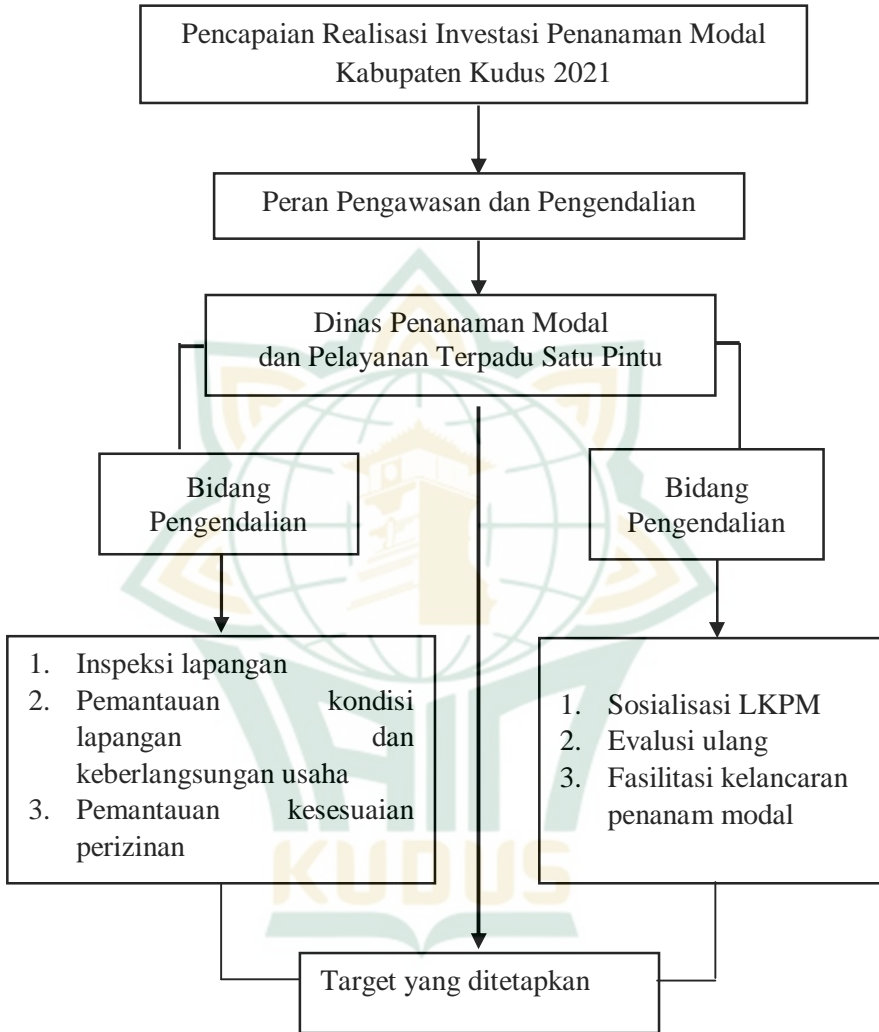 Pencapaian Realisasi Investasi Penanaman Modal
Kabupaten Kudus 2021
Peran Pengawasan dan Pengendalian
Dinas Penanaman Modal
dan Pelayanan Terpadu Satu Pintu
Bidang
Pengendalian
Bidang
Pengendalian
1. Inspeksi lapangan
2. Pemantauan kondisi
lapangan dan
keberlangsungan usaha
3. Pemantauan kesesuaian
perizinan
1. Sosialisasi LKPM
2. Evalusi ulang
3. Fasilitasi kelancaran
penanam modal
IAIN
KUDUS
Target yang ditetapkan